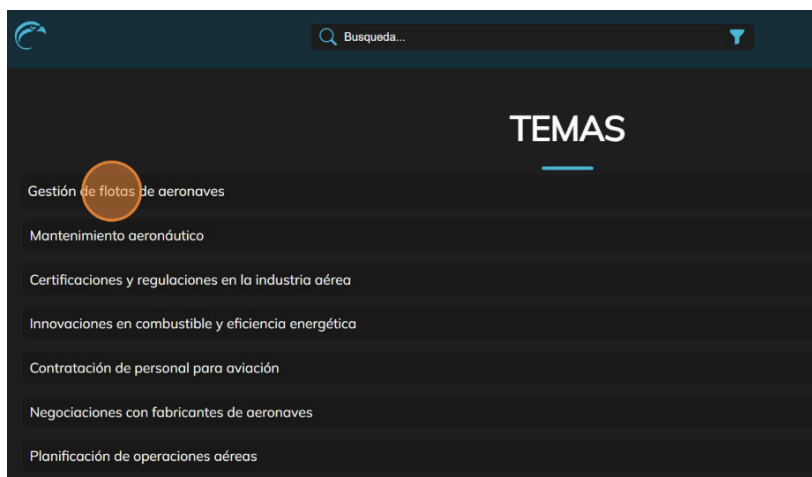 Busqueda...
TEMAS
Gestión de flotas de aeronaves
Mantenimiento aeronáutico
Certificaciones y regulaciones en la industria aérea
Innovaciones en combustible y eficiencia energética
Contratación de personal para aviación
Negociaciones con fabricantes de aeronaves
Planificación de operaciones aéreas